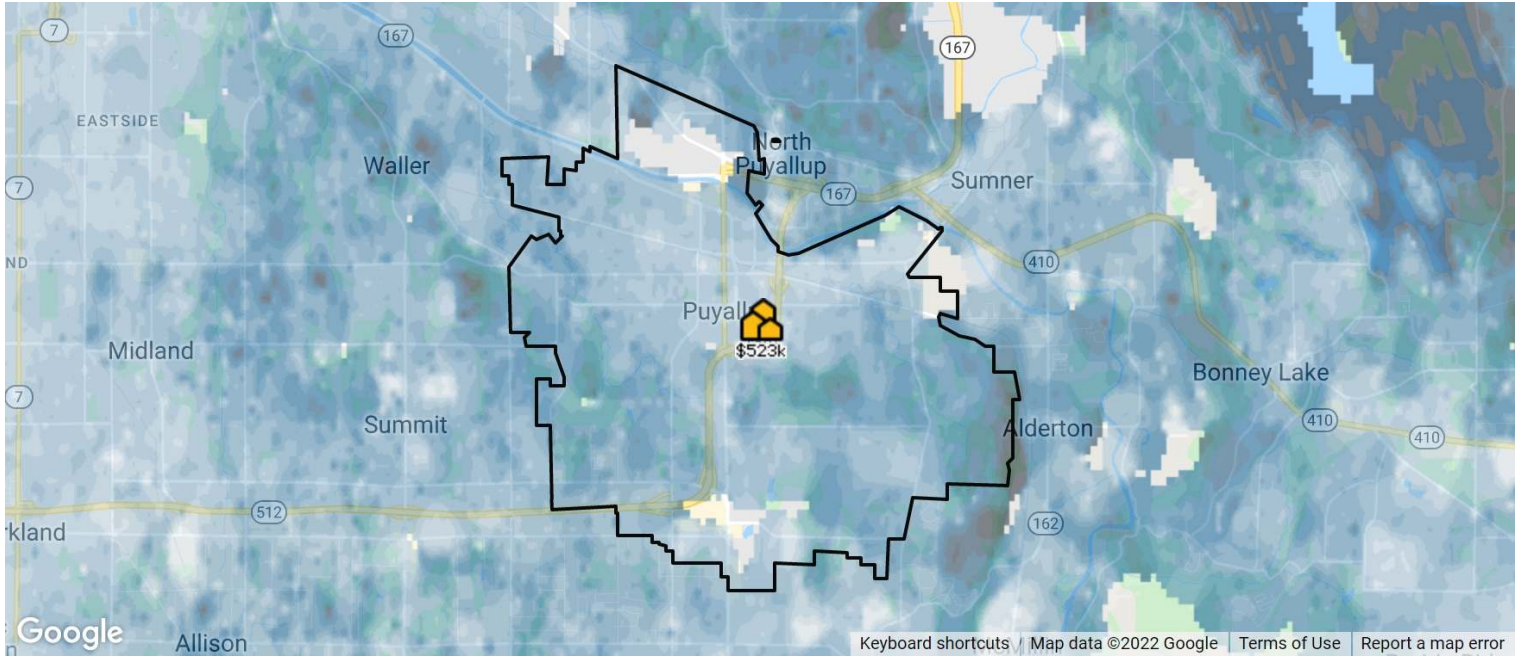 7
167
167
EASTSIDE
Waller
North
Puyallup
7
167
Sumner
ND
410
Puyall
$523k
Midland
Bonney Lake
7
Summit
Alderton
410
410
512
162
rkland
Google
Allison
Keyboard shortcuts
Map data ©2022 Google
Terms of Use
Report a map error